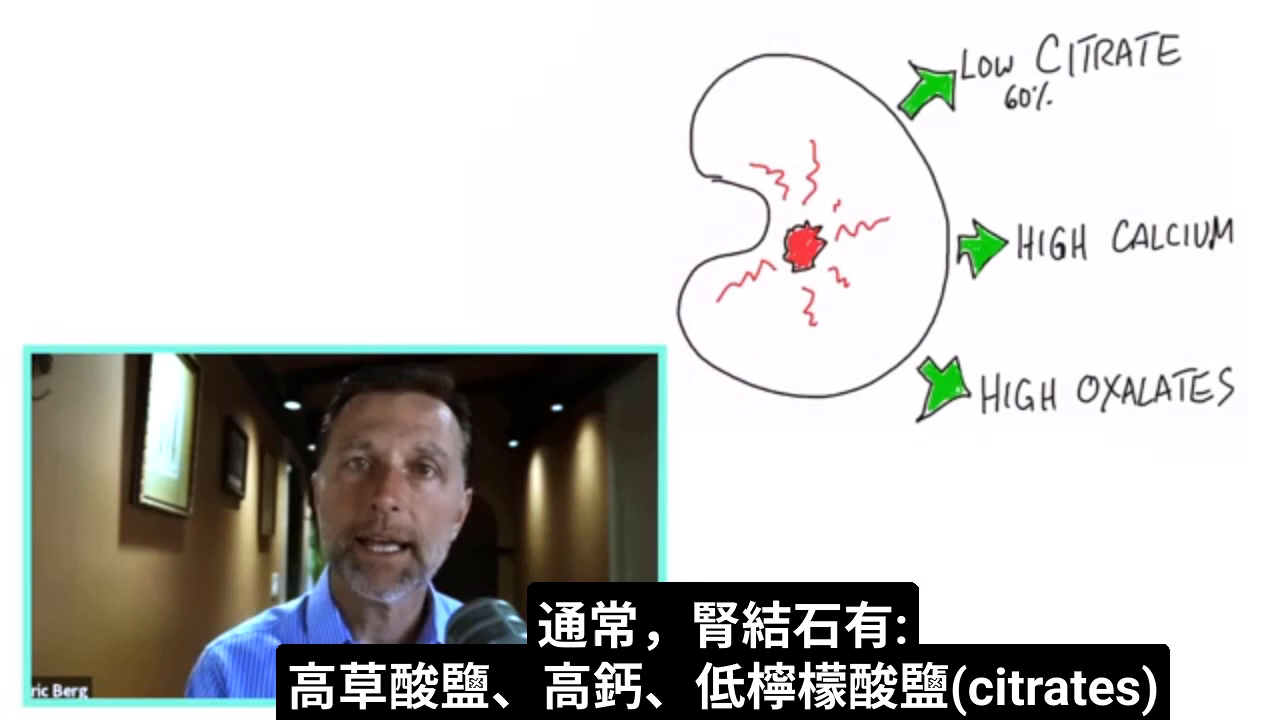 LOW CITRATE
60%
HIGH CALCIUM
HIGH OXALATES
ric Berg
通常，腎結石有:
高草酸鹽、高鈣、低檸檬酸鹽(citrates)